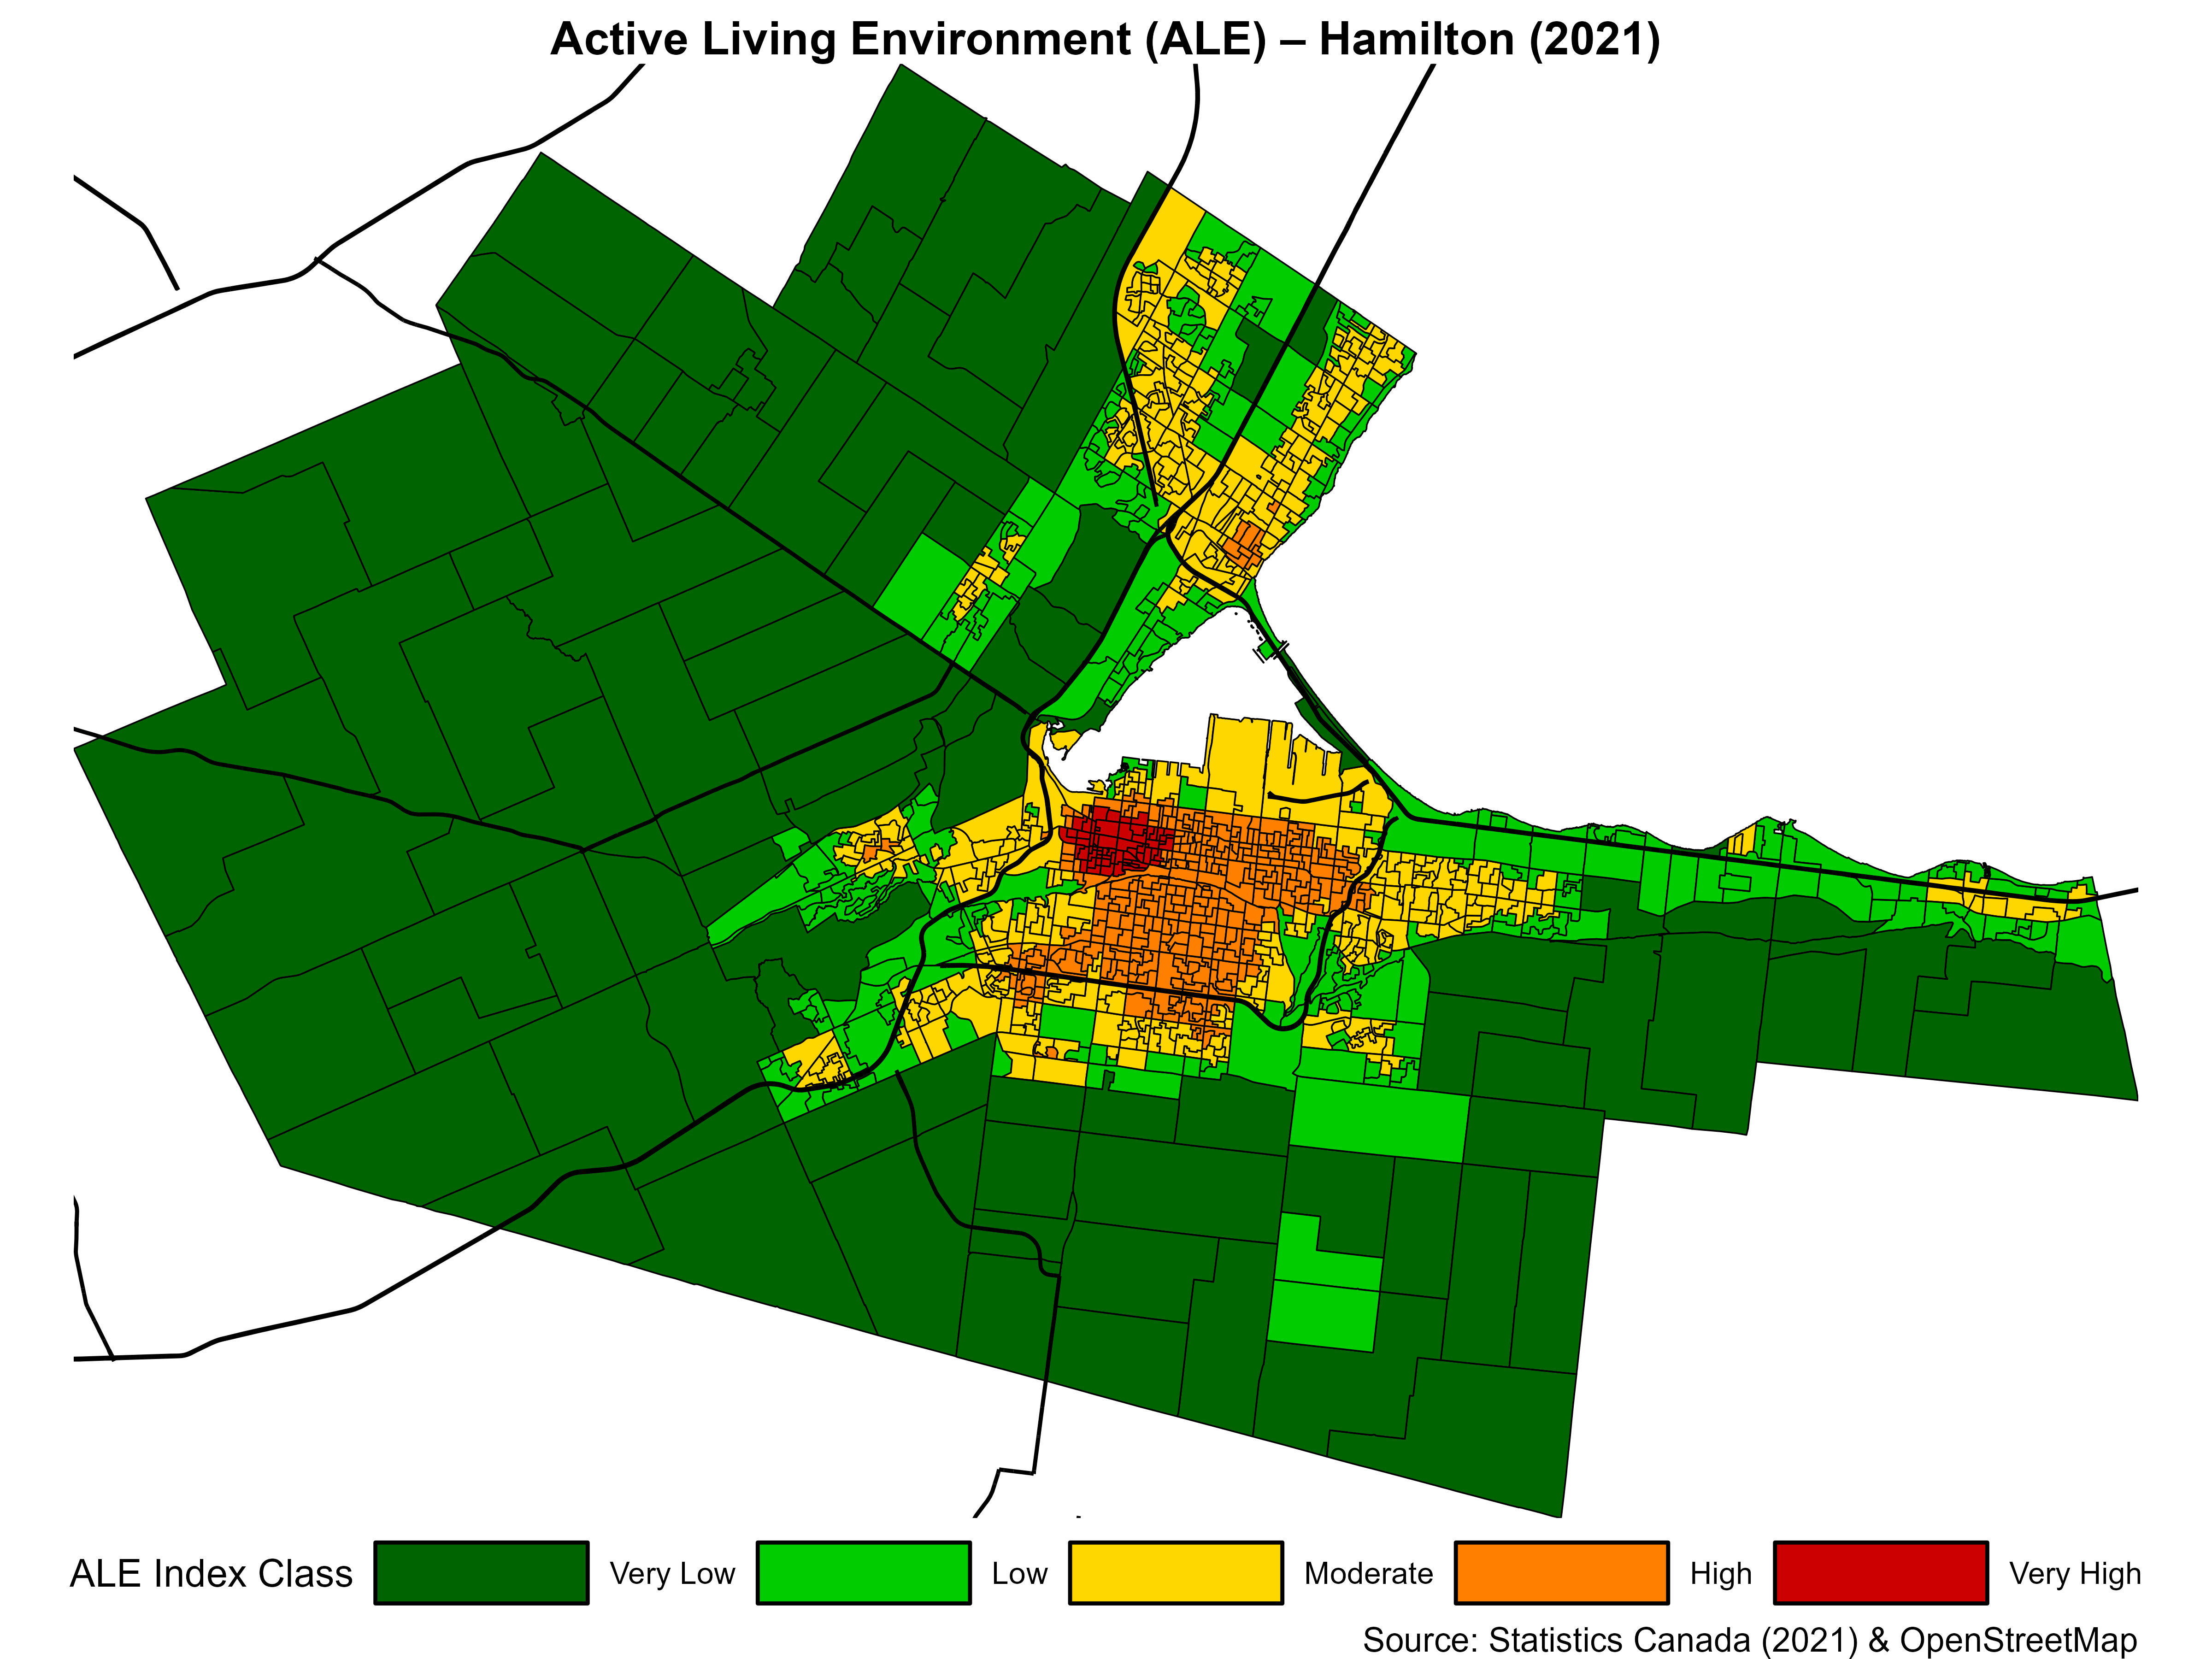 Active Living Environment (ALE) – Hamilton (2021)
ALE Index Class Very Low Low Moderate High Very High
Source: Statistics Canada (2021) & OpenStreetMap